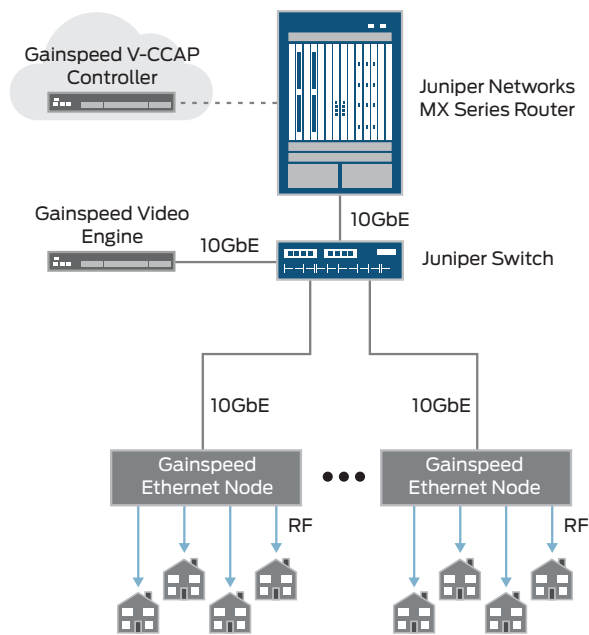 Gainspeed V-CCAP
Controller
Juniper Networks
MX Series Router
10GbE
Gainspeed Video
Engine
10GbE
Juniper Switch
10GbE
10GbE
Gainspeed
Ethernet Node
Gainspeed
Ethernet Node
RF
RF